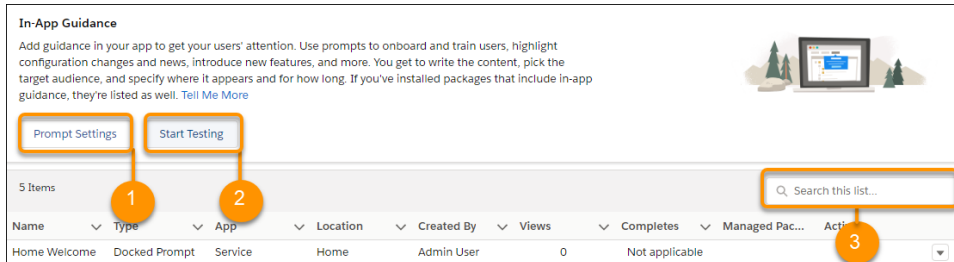 In-App Guidance
Add guidance in your app to get your users' attention. Use prompts to onboard and train users, highlight
configuration changes and news, introduce new features, and more. You get to write the content, pick the
target audience, and specify where it appears and for how long. If you've installed packages that include in-app
guidance, they're listed as well. Tell Me More
Prompt Settings Start Testing
5 Items 1 2 Search this list...
Name Type App Location Created By Views Completes Managed Pac... 3
Home Welcome Docked Prompt Service Home Admin User 0 Not applicable